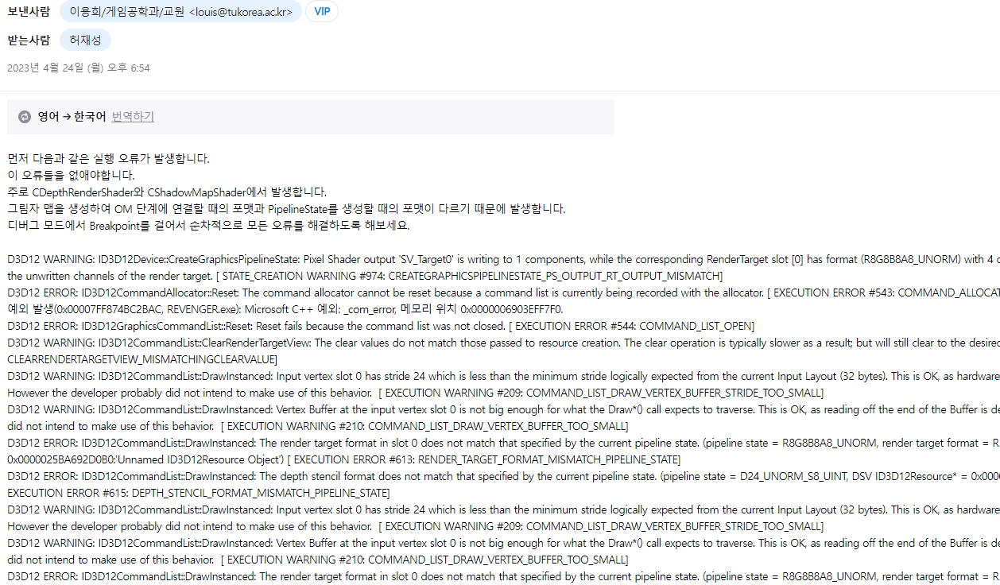 보낸사람 이용희/게임공학과/교원 <louis@tukorea.ac.kr> VIP
받는사람 허재성
2023년 4월 24일 (월) 오후 6:54
영어 → 한국어 번역하기
먼저 다음과 같은 실행 오류가 발생합니다.
이 오류들을 없애야합니다.
주로 CDepthRenderShader와 CShadowMapShader에서 발생합니다.
그림자 맵을 생성하여 OM 단계에 연결할 때의 포맷과 PipelineState를 생성할 때의 포맷이 다르기 때문에 발생합니다.
디버그 모드에서 Breakpoint를 걸어서 순차적으로 모든 오류를 해결하도록 해보세요.
D3D12 WARNING: ID3D12Device::CreateGraphicsPipelineState: Pixel Shader output 'SV_Target0' is writing to 1 components, while the corresponding RenderTarget slot [0] has format (R8G8B8A8_UNORM) with 4 c
the unwritten channels of the render target. [ STATE_CREATION WARNING #974: CREATEGRAPHICSPIPELINESTATE_PS_OUTPUT_RT_OUTPUT_MISMATCH]
D3D12 ERROR: ID3D12CommandAllocator::Reset: The command allocator cannot be reset because a command list is currently being recorded with the allocator. [ EXECUTION ERROR #543: COMMAND_ALLOCAT
예외 발생(0x00007FF874BC2BAC, REVENGER.exe): Microsoft C++ 예외: _com_error, 메모리 위치 0x0000006903EFF7F0.
D3D12 ERROR: ID3D12GraphicsCommandList::Reset: Reset fails because the command list was not closed. [ EXECUTION ERROR #544: COMMAND_LIST_OPEN]
D3D12 WARNING: ID3D12CommandList::ClearRenderTargetView: The clear values do not match those passed to resource creation. The clear operation is typically slower as a result; but will still clear to the desired
CLEARRENDERTARGETVIEW_MISMATCHINGCLEARVALUE]
D3D12 WARNING: ID3D12CommandList::DrawInstanced: Input vertex slot 0 has stride 24 which is less than the minimum stride logically expected from the current Input Layout (32 bytes). This is OK, as hardware
However the developer probably did not intend to make use of this behavior.  [ EXECUTION WARNING #209: COMMAND_LIST_DRAW_VERTEX_BUFFER_STRIDE_TOO_SMALL]
D3D12 WARNING: ID3D12CommandList::DrawInstanced: Vertex Buffer at the input vertex slot 0 is not big enough for what the Draw*() call expects to traverse. This is OK, as reading off the end of the Buffer is de
did not intend to make use of this behavior.  [ EXECUTION WARNING #210: COMMAND_LIST_DRAW_VERTEX_BUFFER_TOO_SMALL]
D3D12 ERROR: ID3D12CommandList::DrawInstanced: The render target format in slot 0 does not match that specified by the current pipeline state. (pipeline state = R8G8B8A8_UNORM, render target format = R
0x0000025BA692D0B0:'Unnamed ID3D12Resource Object') [ EXECUTION ERROR #613: RENDER_TARGET_FORMAT_MISMATCH_PIPELINE_STATE]
D3D12 ERROR: ID3D12CommandList::DrawInstanced: The depth stencil format does not match that specified by the current pipeline state. (pipeline state = D24_UNORM_S8_UINT, DSV ID3D12Resource* = 0x000
EXECUTION ERROR #615: DEPTH_STENCIL_FORMAT_MISMATCH_PIPELINE_STATE]
D3D12 WARNING: ID3D12CommandList::DrawInstanced: Input vertex slot 0 has stride 24 which is less than the minimum stride logically expected from the current Input Layout (32 bytes). This is OK, as hardware
However the developer probably did not intend to make use of this behavior.  [ EXECUTION WARNING #209: COMMAND_LIST_DRAW_VERTEX_BUFFER_STRIDE_TOO_SMALL]
D3D12 WARNING: ID3D12CommandList::DrawInstanced: Vertex Buffer at the input vertex slot 0 is not big enough for what the Draw*() call expects to traverse. This is OK, as reading off the end of the Buffer is de
did not intend to make use of this behavior.  [ EXECUTION WARNING #210: COMMAND_LIST_DRAW_VERTEX_BUFFER_TOO_SMALL]
D3D12 ERROR: ID3D12CommandList::DrawInstanced: The render target format in slot 0 does not match that specified by the current pipeline state. (pipeline state = R8G8B8A8_UNORM, render target format = R